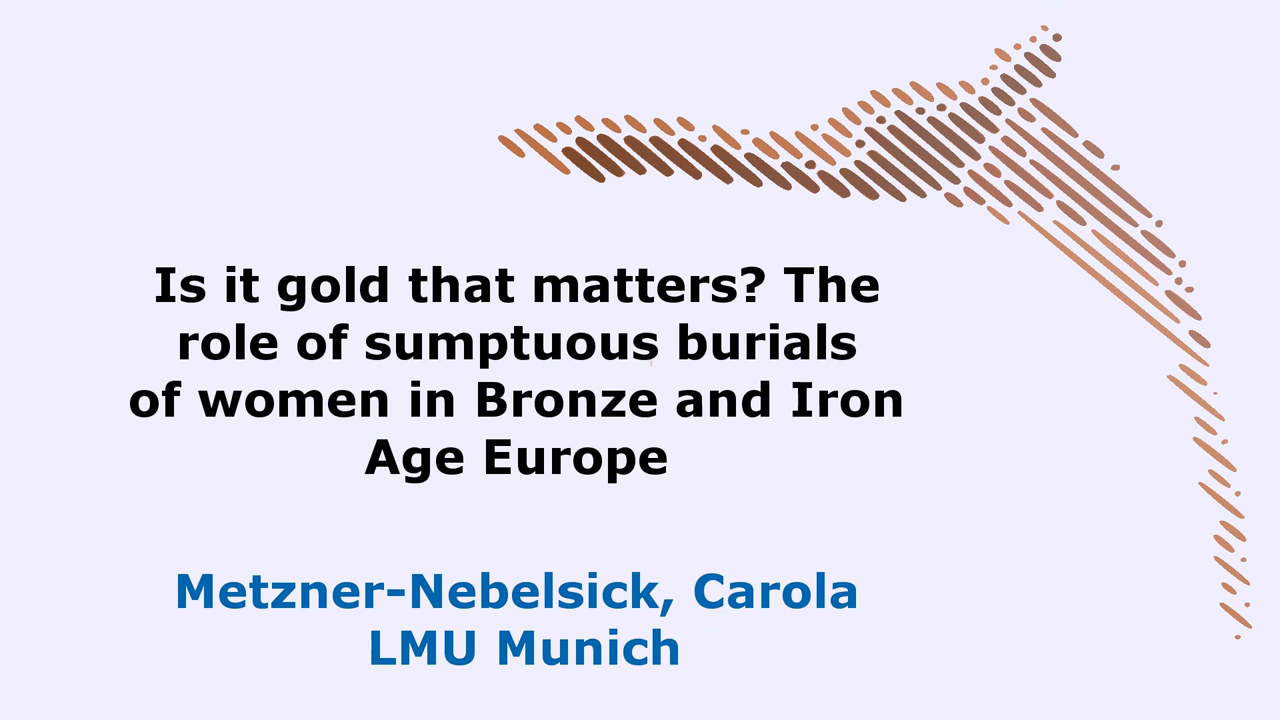 Is it gold that matters? The
role of sumptuous burials
of women in Bronze and Iron
Age Europe
Metzner-Nebelsick, Carola
LMU Munich